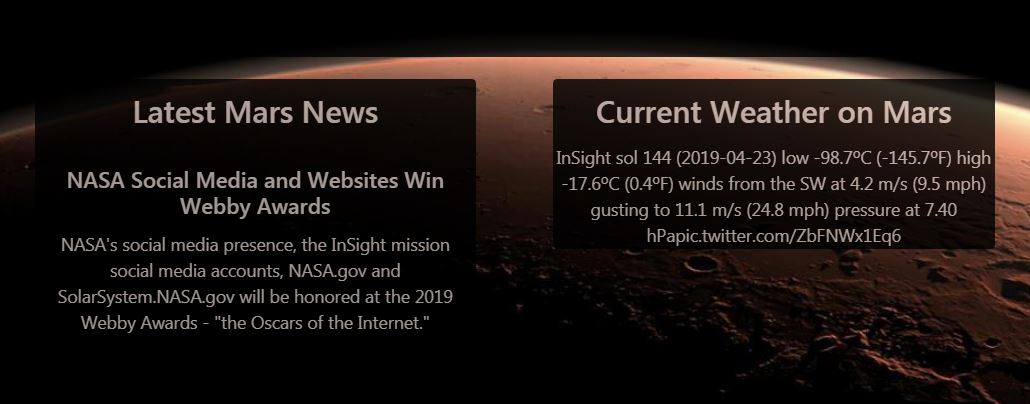 Latest Mars News
NASA Social Media and Websites Win
Webby Awards
NASA's social media presence, the InSight mission
social media accounts, NASA.gov and
SolarSystem.NASA.gov will be honored at the 2019
Webby Awards - "the Oscars of the Internet."
Current Weather on Mars
InSight sol 144 (2019-04-23) low -98.7ºC (-145.7ºF) high
-17.6ºC (0.4ºF) winds from the SW at 4.2 m/s (9.5 mph)
gusting to 11.1 m/s (24.8 mph) pressure at 7.40
hPapic.twitter.com/ZbFNWx1Eq6